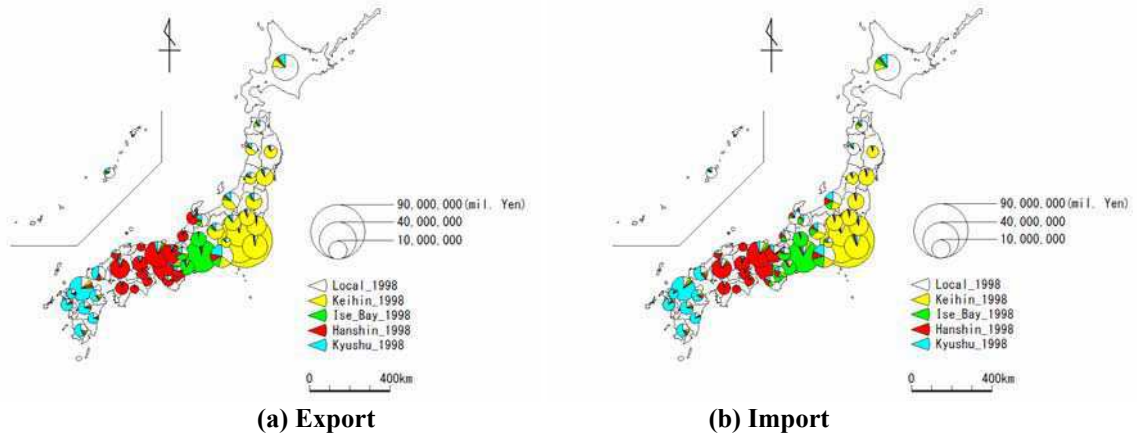 90,000,000(mil. Yen)
40,000,000
10,000,000
Local_1998
Keihin_1998
Ise_Bay_1998
Hanshin_1998
Kyushu_1998
0 400km
(a) Export
90,000,000(mil. Yen)
40,000,000
10,000,000
Local_1998
Keihin_1998
Ise_Bay_1998
Hanshin_1998
Kyushu_1998
0 400km
(b) Import